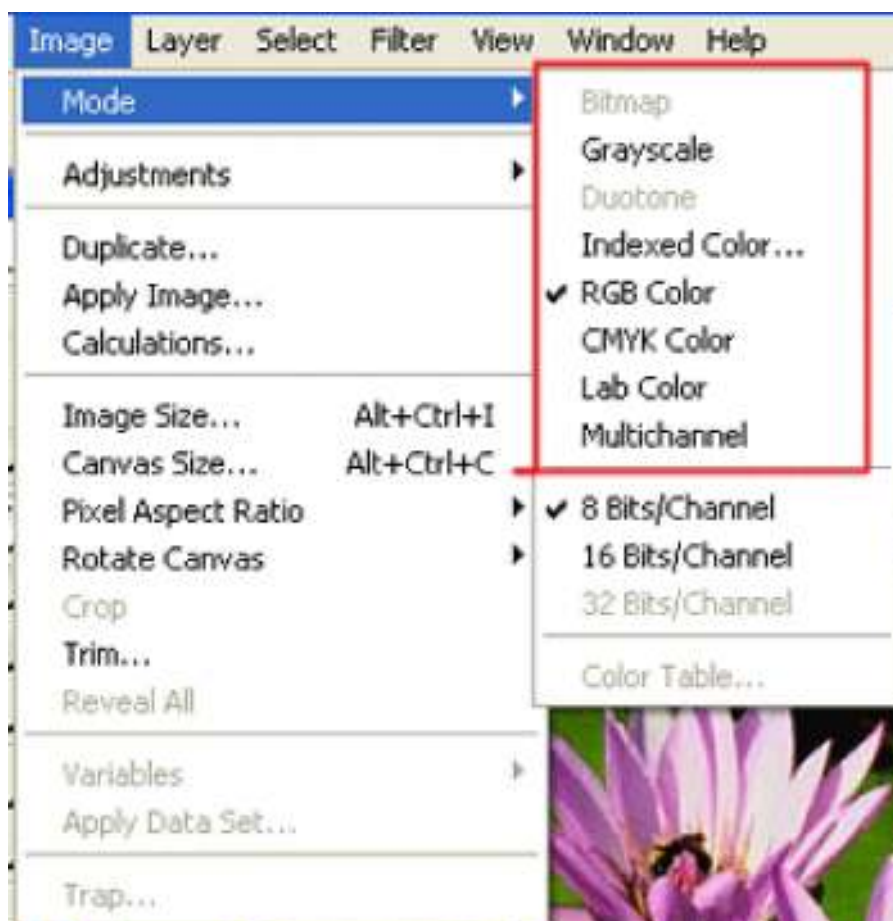 Image Layer Select Filter View Window Help
Mode
Adjustments
Duplicate...
Apply Image...
Calculations...
Image Size... Alt+Ctrl+I
Canvas Size... Alt+Ctrl+C
Pixel Aspect Ratio
Rotate Canvas
Crop
Trim...
Reveal All
Variables
Apply Data Set...
Trap...
Bitmap
Grayscale
Duotone
Indexed Color...
RGB Color
CMYK Color
Lab Color
Multichannel
8 Bits/Channel
16 Bits/Channel
32 Bits/Channel
Color Table...